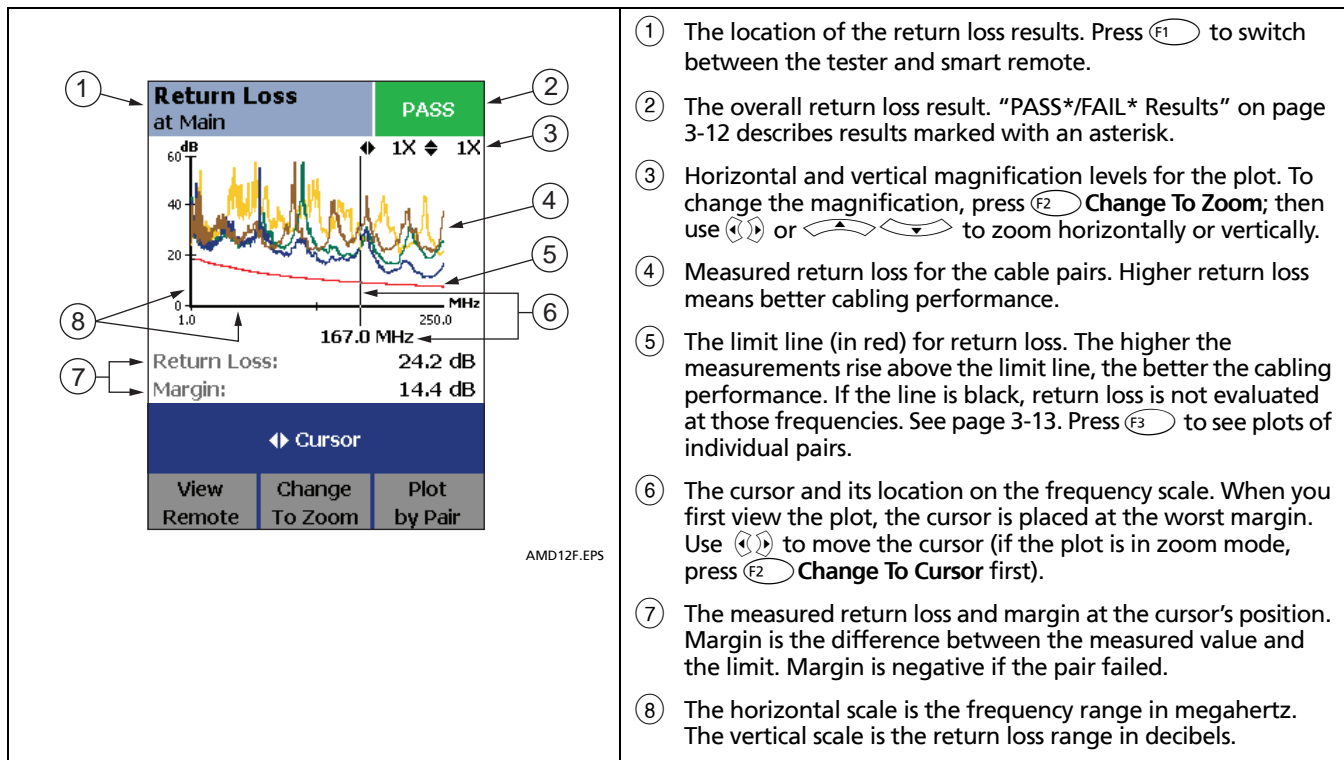 1
Return Loss
at Main
PASS
2
3
dB
1X 1X
60
40
20
0
1.0
250.0
MHz
167.0 MHz
4
5
6
8
7
Return Loss: 24.2 dB
Margin: 14.4 dB
Cursor
View Remote
Change To Zoom
Plot by Pair
AMD12F.EPS
1 The location of the return loss results. Press F1 to switch
between the tester and smart remote.
2 The overall return loss result. “PASS*/FAIL* Results” on page
3-12 describes results marked with an asterisk.
3 Horizontal and vertical magnification levels for the plot. To
change the magnification, press F2 Change To Zoom; then
use or to zoom horizontally or vertically.
4 Measured return loss for the cable pairs. Higher return loss
means better cabling performance.
5 The limit line (in red) for return loss. The higher the
measurements rise above the limit line, the better the cabling
performance. If the line is black, return loss is not evaluated
at those frequencies. See page 3-13. Press F3 to see plots of
individual pairs.
6 The cursor and its location on the frequency scale. When you
first view the plot, the cursor is placed at the worst margin.
Use to move the cursor (if the plot is in zoom mode,
press F2 Change To Cursor first).
7 The measured return loss and margin at the cursor’s position.
Margin is the difference between the measured value and
the limit. Margin is negative if the pair failed.
8 The horizontal scale is the frequency range in megahertz.
The vertical scale is the return loss range in decibels.